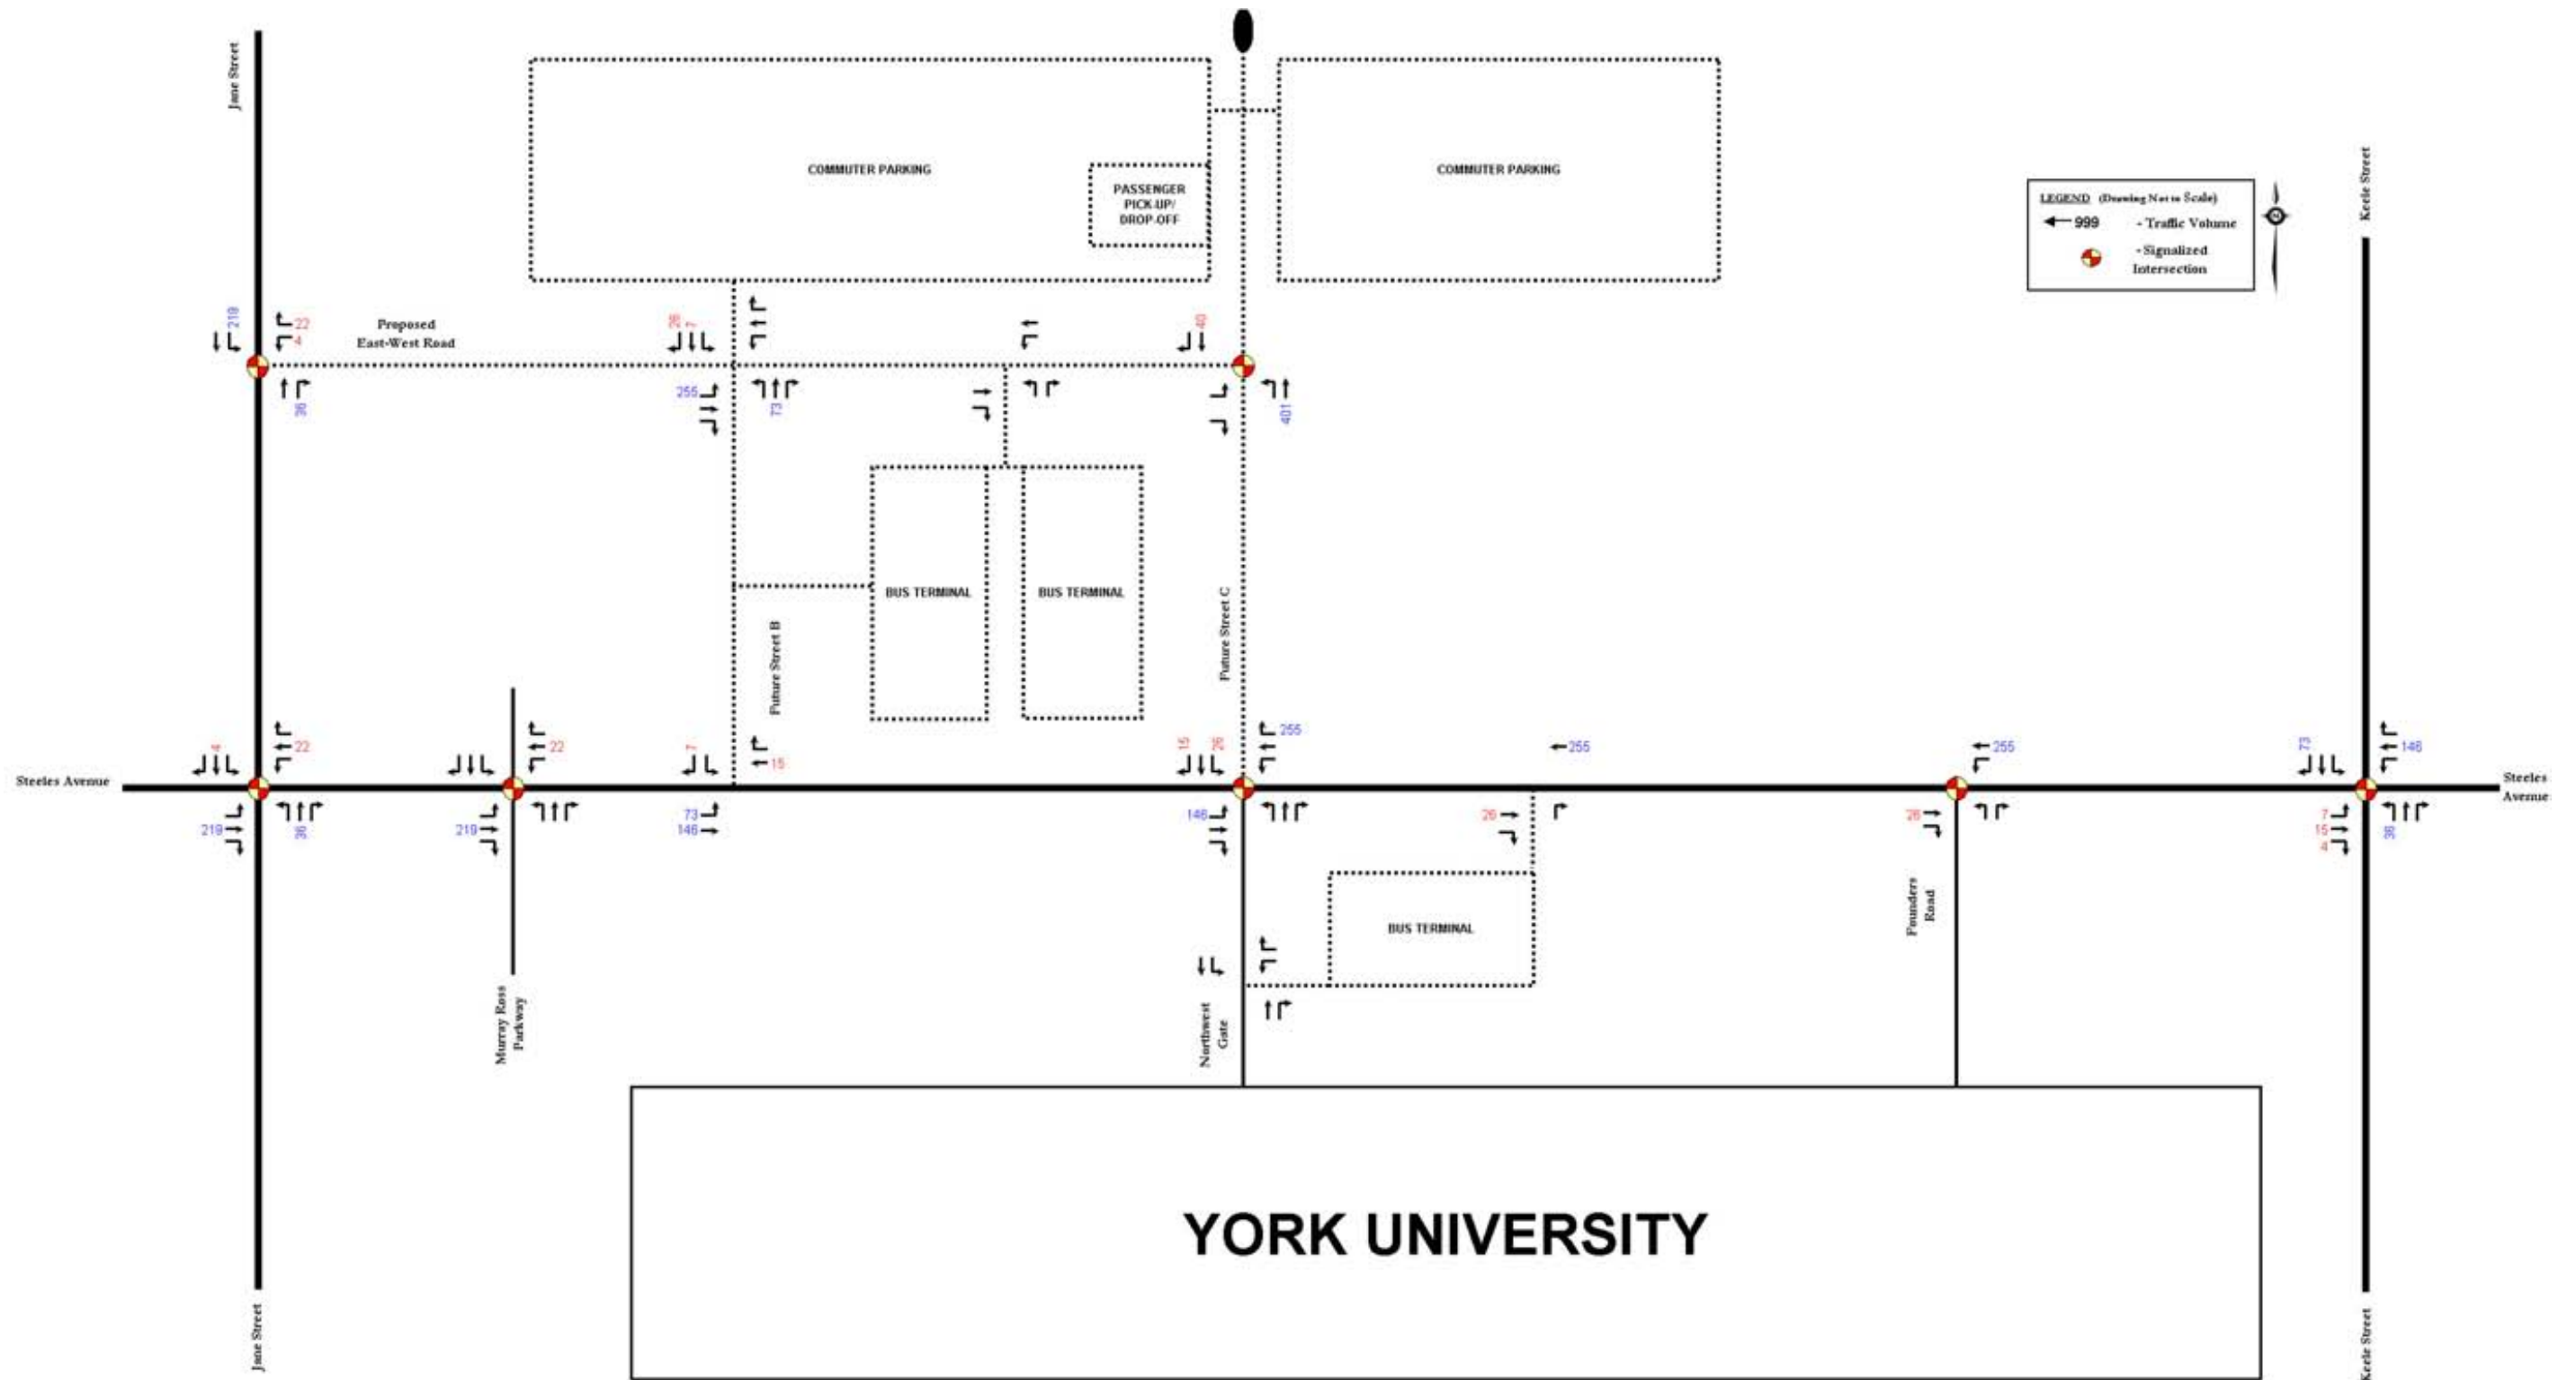 Jane Street
COMMUTER PARKING
PASSENGER
PICK-UP/
DROP-OFF
COMMUTER PARKING
LEGEND (Drawing Not to Scale)
999 - Traffic Volume
- Signalized
Intersection
N
Keele Street
219
22
4
36
Proposed
East-West Road
26
7
255
73
40
401
BUS TERMINAL
BUS TERMINAL
Future Street B
Future Street C
Steeles Avenue
4
22
219
36
22
219
7
15
73
146
15
26
255
146
255
26
255
26
73
146
7
15
4
36
Steeles
Avenue
BUS TERMINAL
Murray Ross
Parkway
Northwest
Gate
Founders
Road
YORK UNIVERSITY
Jane Street
Keele Street